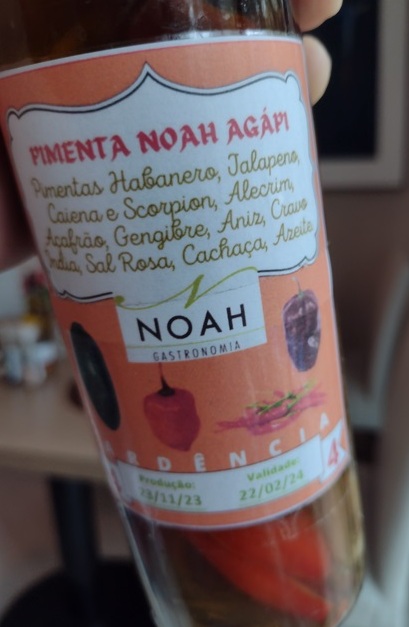 PIMENTA NOAH AGÁPI
Pimentas Habanero, Jalapeno,
Caiena e Scorpion, Alecrim,
Açafrão, Gengibre, Aniz, Cravo
India, Sal Rosa, Cachaça, Azeite
NOAH
GASTRONOMIA
ARDÊNCIA
Produção: Validade:
23/11/23 22/02/24